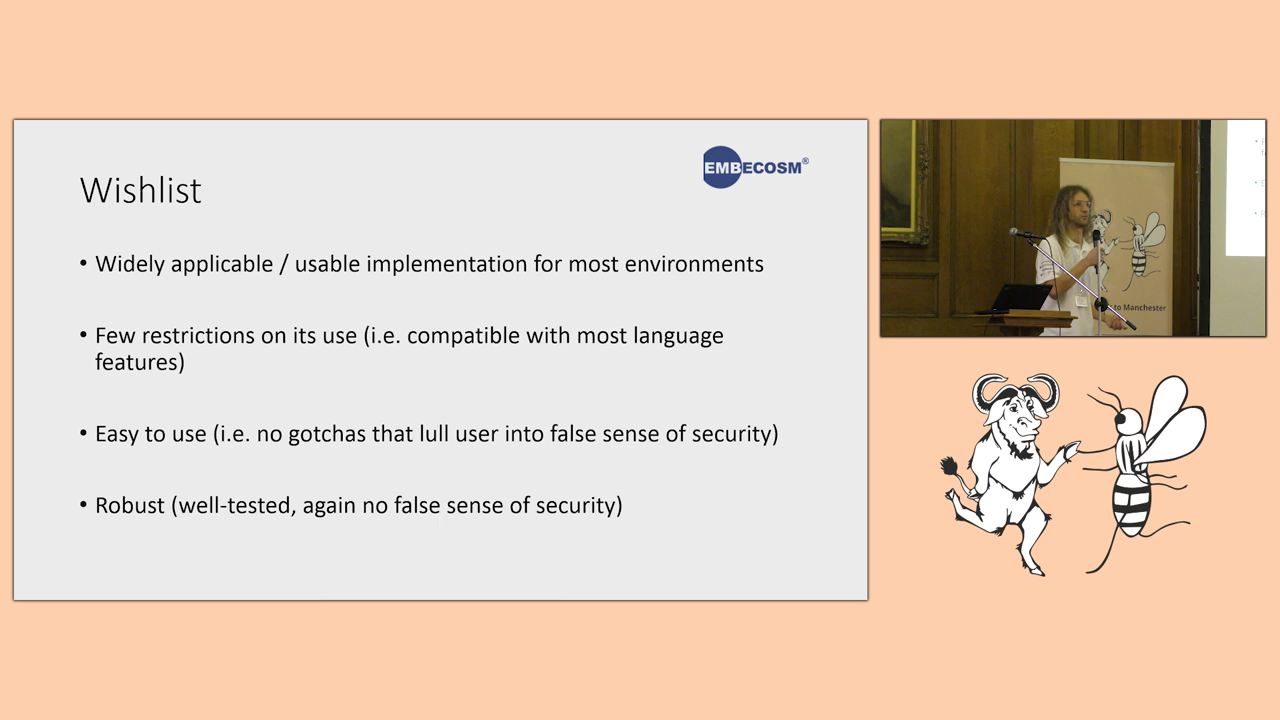 EMBECOSM®
Wishlist
• Widely applicable / usable implementation for most environments
• Few restrictions on its use (i.e. compatible with most language
features)
• Easy to use (i.e. no gotchas that lull user into false sense of security)
• Robust (well-tested, again no false sense of security)
to Manchester